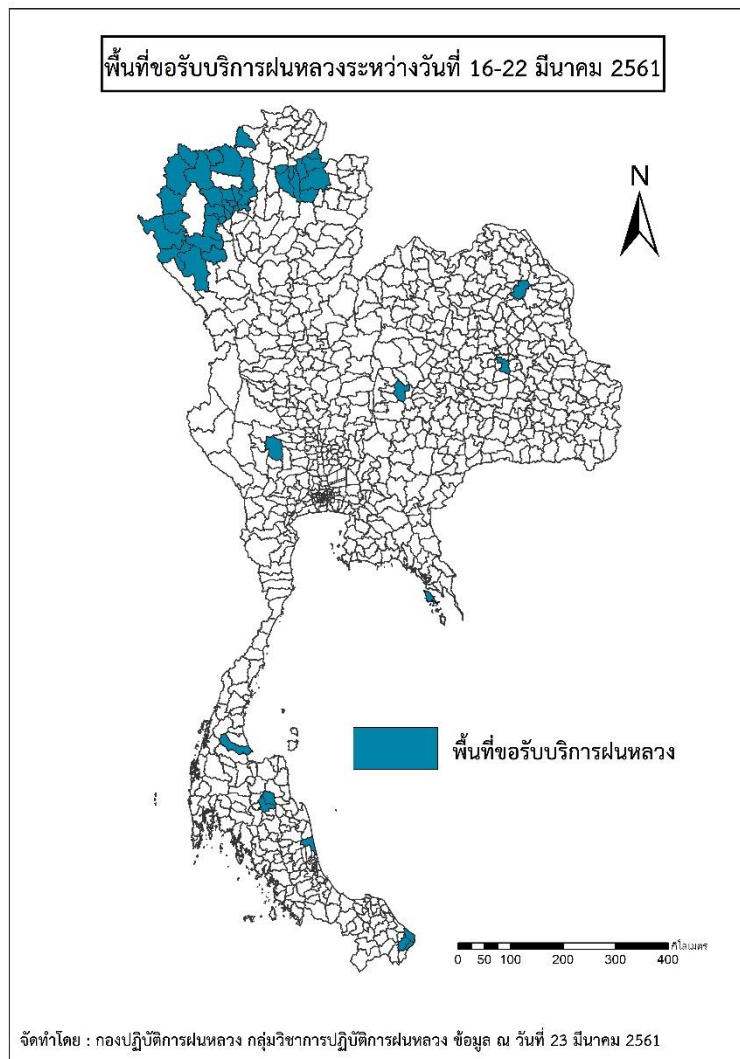 พื้นที่ขอรับบริการฝนหลวงระหว่างวันที่ 16-22 มีนาคม 2561
N
พื้นที่ขอรับบริการฝนหลวง
กิโลเมตร
0 50 100 200 300 400
จัดทำโดย : กองปฏิบัติการฝนหลวง กลุ่มวิชาการปฏิบัติการฝนหลวง ข้อมูล ณ วันที่ 23 มีนาคม 2561